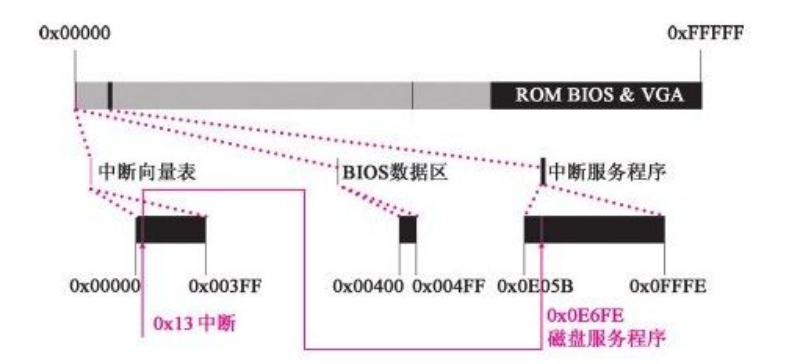 0x00000 0xFFFFF
ROM BIOS & VGA
中断向量表 BIOS数据区 中断服务程序
0x00000 0x003FF 0x00400 0x004FF 0x0E05B 0x0FFFE
0x13 中断 0x0E6FE
磁盘服务程序